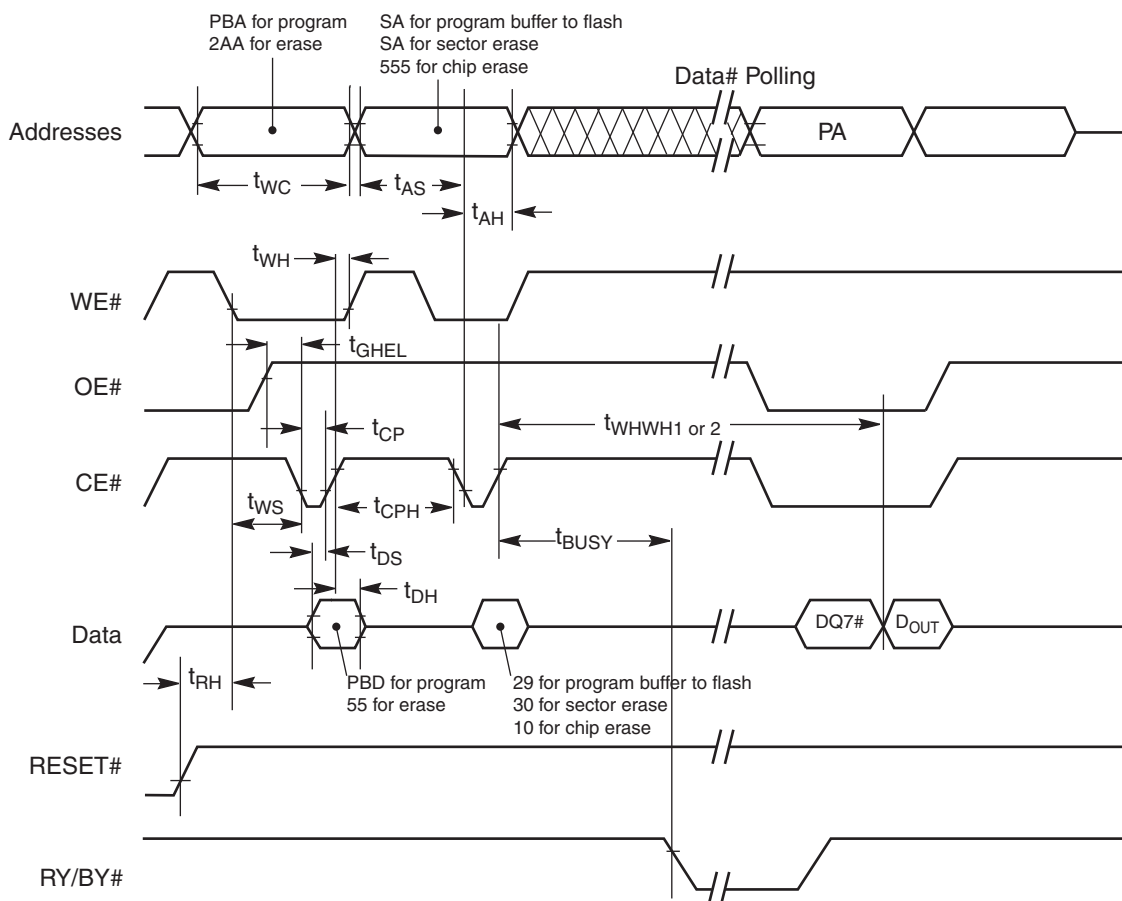 PBA for program
2AA for erase
SA for program buffer to flash
SA for sector erase
555 for chip erase
Data# Polling
Addresses
PA
tWC
tAS
tAH
tWH
WE#
tGHEL
OE#
tCP
tWHWH1 or 2
CE#
tWS
tCPH
tBUSY
tDS
tDH
Data
DQ7#
DOUT
tRH
PBD for program
55 for erase
29 for program buffer to flash
30 for sector erase
10 for chip erase
RESET#
RY/BY#